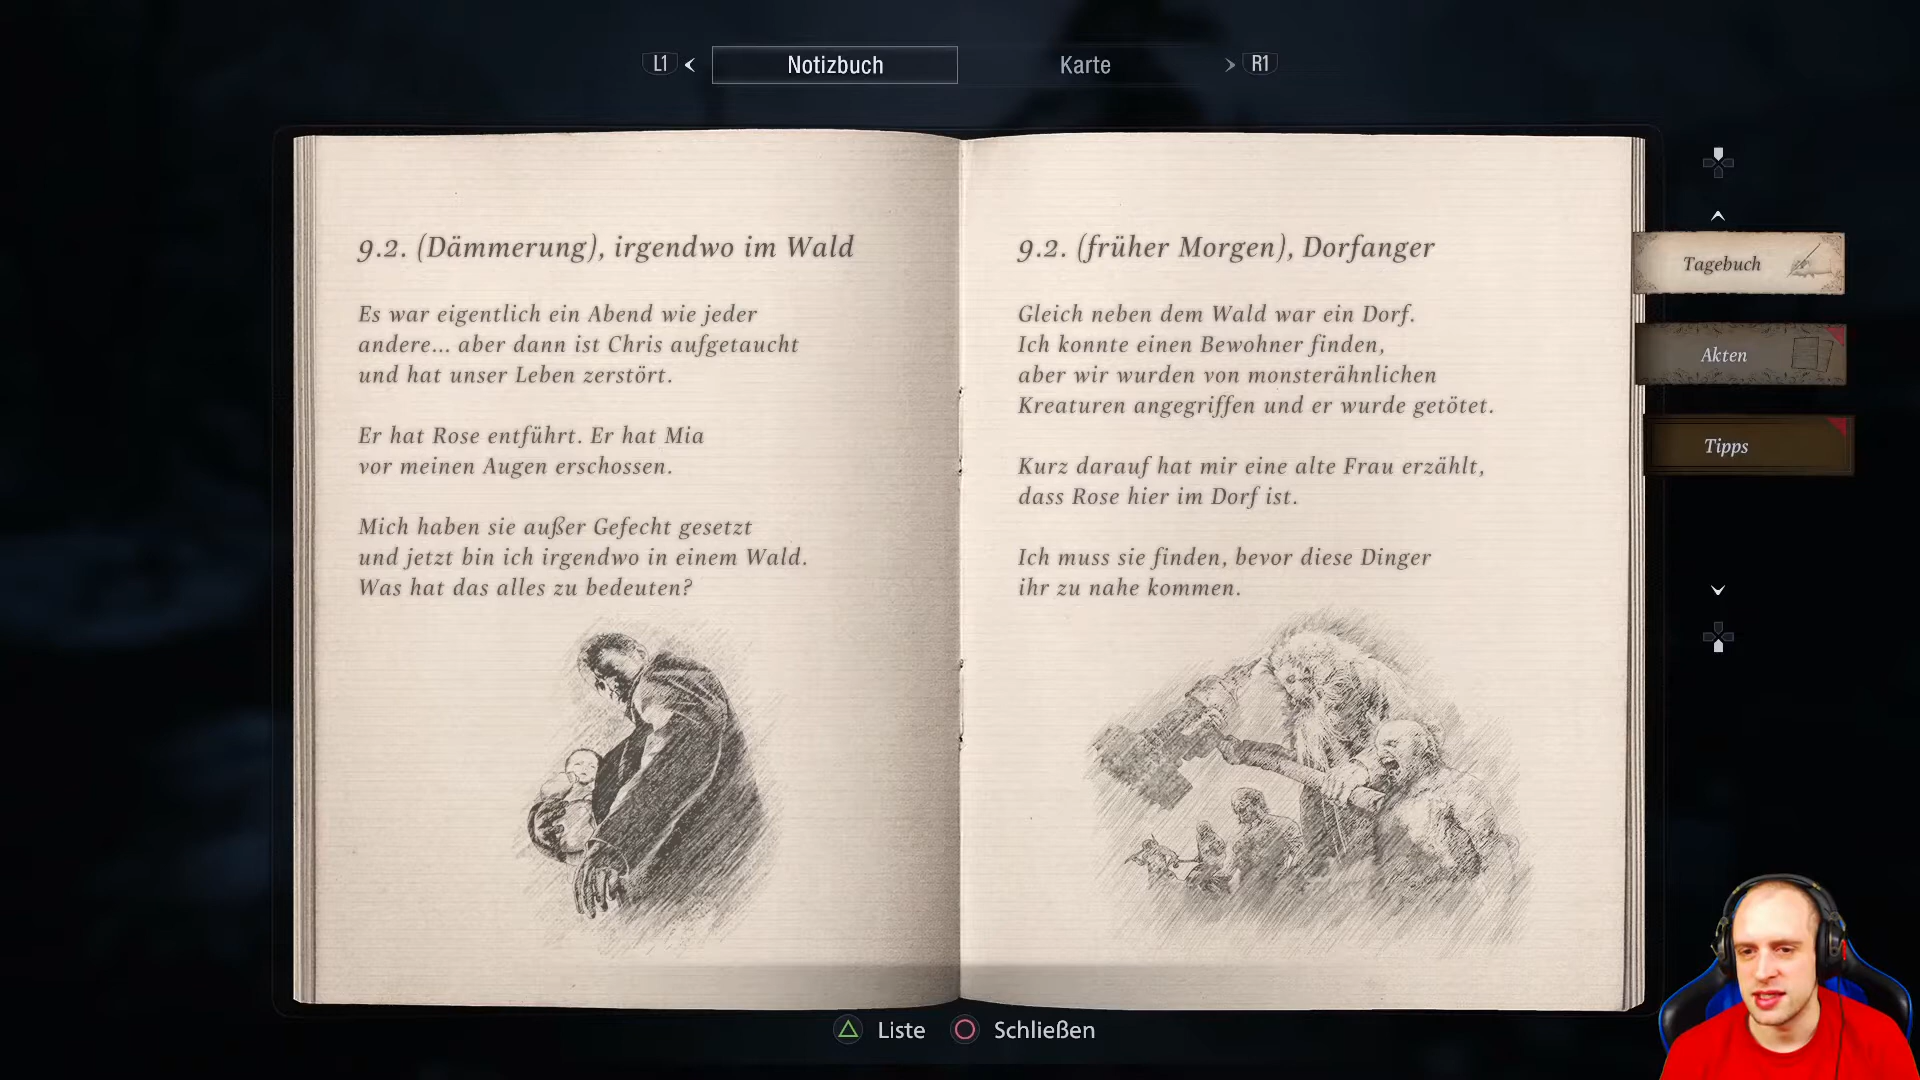 L1
Notizbuch
Karte
R1
9.2. (Dämmerung), irgendwo im Wald
Es war eigentlich ein Abend wie jeder
andere... aber dann ist Chris aufgetaucht
und hat unser Leben zerstört.
Er hat Rose entführt. Er hat Mia
vor meinen Augen erschossen.
Mich haben sie außer Gefecht gesetzt
und jetzt bin ich irgendwo in einem Wald.
Was hat das alles zu bedeuten?
9.2. (früher Morgen), Dorfanger
Gleich neben dem Wald war ein Dorf.
Ich konnte einen Bewohner finden,
aber wir wurden von monsterähnlichen
Kreaturen angegriffen und er wurde getötet.
Kurz darauf hat mir eine alte Frau erzählt,
dass Rose hier im Dorf ist.
Ich muss sie finden, bevor diese Dinger
ihr zu nahe kommen.
Tagebuch
Akten
Tipps
Liste
Schließen